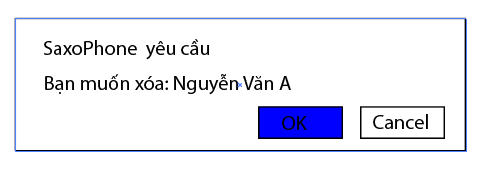 SaxoPhone yêu cầu
Bạn muốn xóa: Nguyễn Văn A
OK Cancel